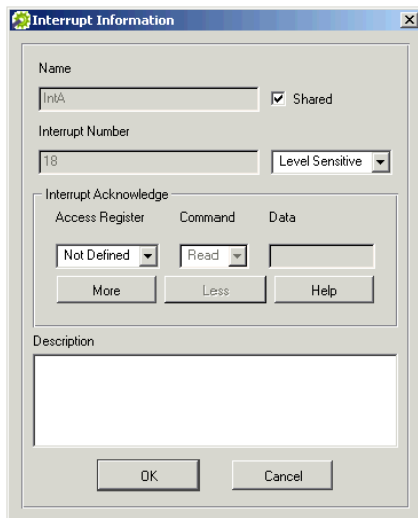 Interrupt Information
Name
IntA
Shared
Interrupt Number
18
Level Sensitive
Interrupt Acknowledge
Access Register Command Data
Not Defined Read
More Less Help
Description
OK Cancel